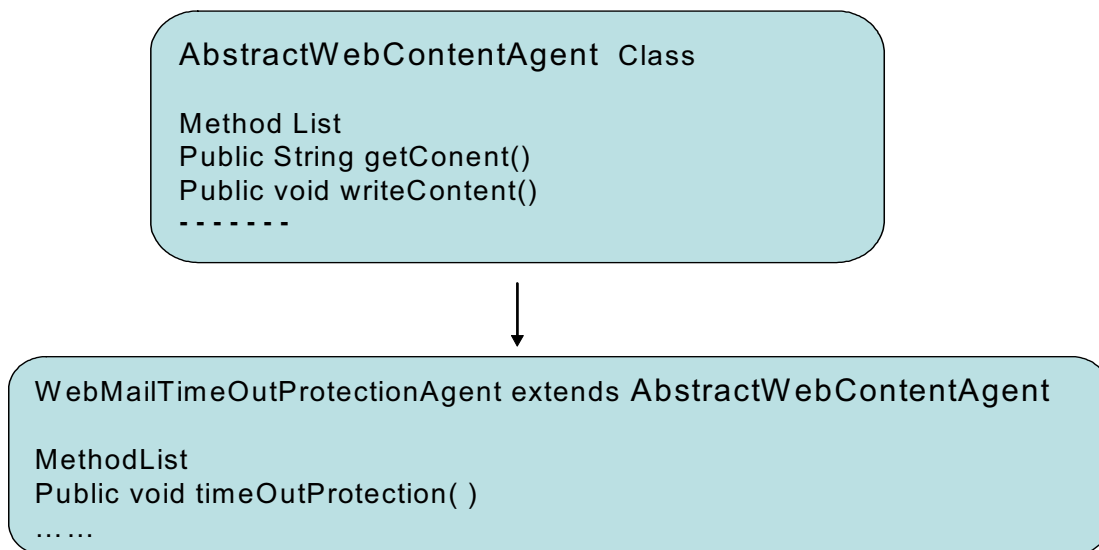 AbstractWebContentAgent Class
Method List
Public String getConent()
Public void writeContent()
- - - - - - -
WebMailTimeOutProtectionAgent extends AbstractWebContentAgent
MethodList
Public void timeOutProtection( )
......